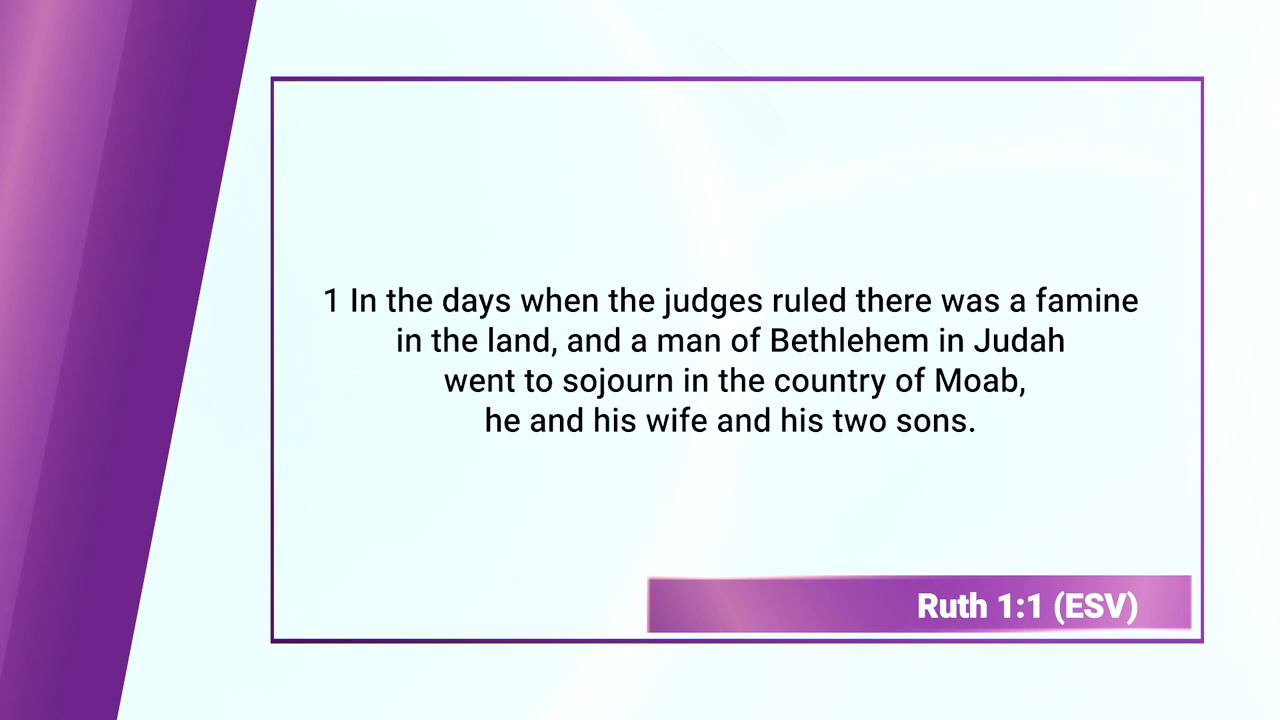 1 In the days when the judges ruled there was a famine
in the land, and a man of Bethlehem in Judah
went to sojourn in the country of Moab,
he and his wife and his two sons.
Ruth 1:1 (ESV)